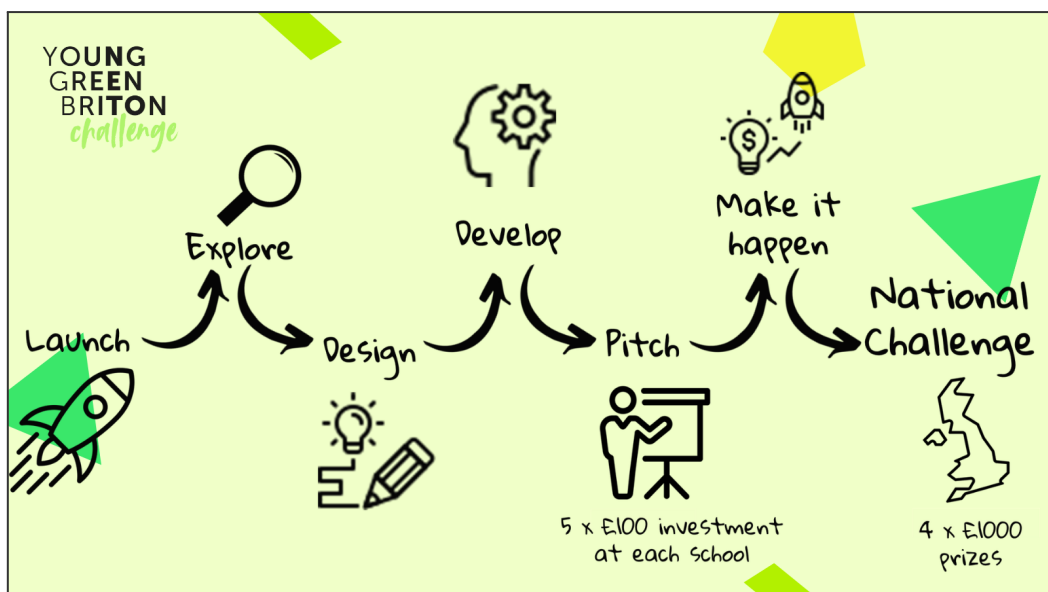 YOUNG
GREEN
BRITON
challenge
Launch
Explore
Design
Develop
Pitch
5 x £100 investment
at each school
Make it
happen
$
National
Challenge
4 x £1000
prizes